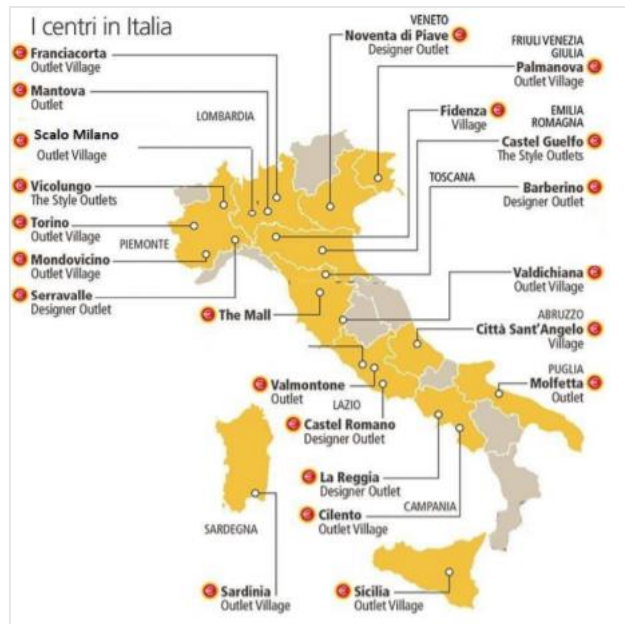 I centri in Italia
Franciacorta
Outlet Village
Mantova
Outlet
LOMBARDIA
Scalo Milano
Outlet Village
Vicolungo
The Style Outlets
Torino
Outlet Village
PIEMONTE
Mondovicino
Outlet Village
Serravalle
Designer Outlet
VENETO
Noventa di Piave
Designer Outlet
FRIULI VENEZIA
GIULIA
Palmanova
Outlet Village
Fidenza
Village
EMILIA
ROMAGNA
Castel Guelfo
The Style Outlets
TOSCANA
Barberino
Designer Outlet
The Mall
Valdichiana
Outlet Village
ABRUZZO
Città Sant'Angelo
Village
PUGLIA
Molfetta
Outlet
Valmontone
Outlet
LAZIO
Castel Romano
Designer Outlet
La Reggia
Designer Outlet
CAMPANIA
Cilento
Outlet Village
SARDEGNA
Sardinia
Outlet Village
Sicilia
Outlet Village